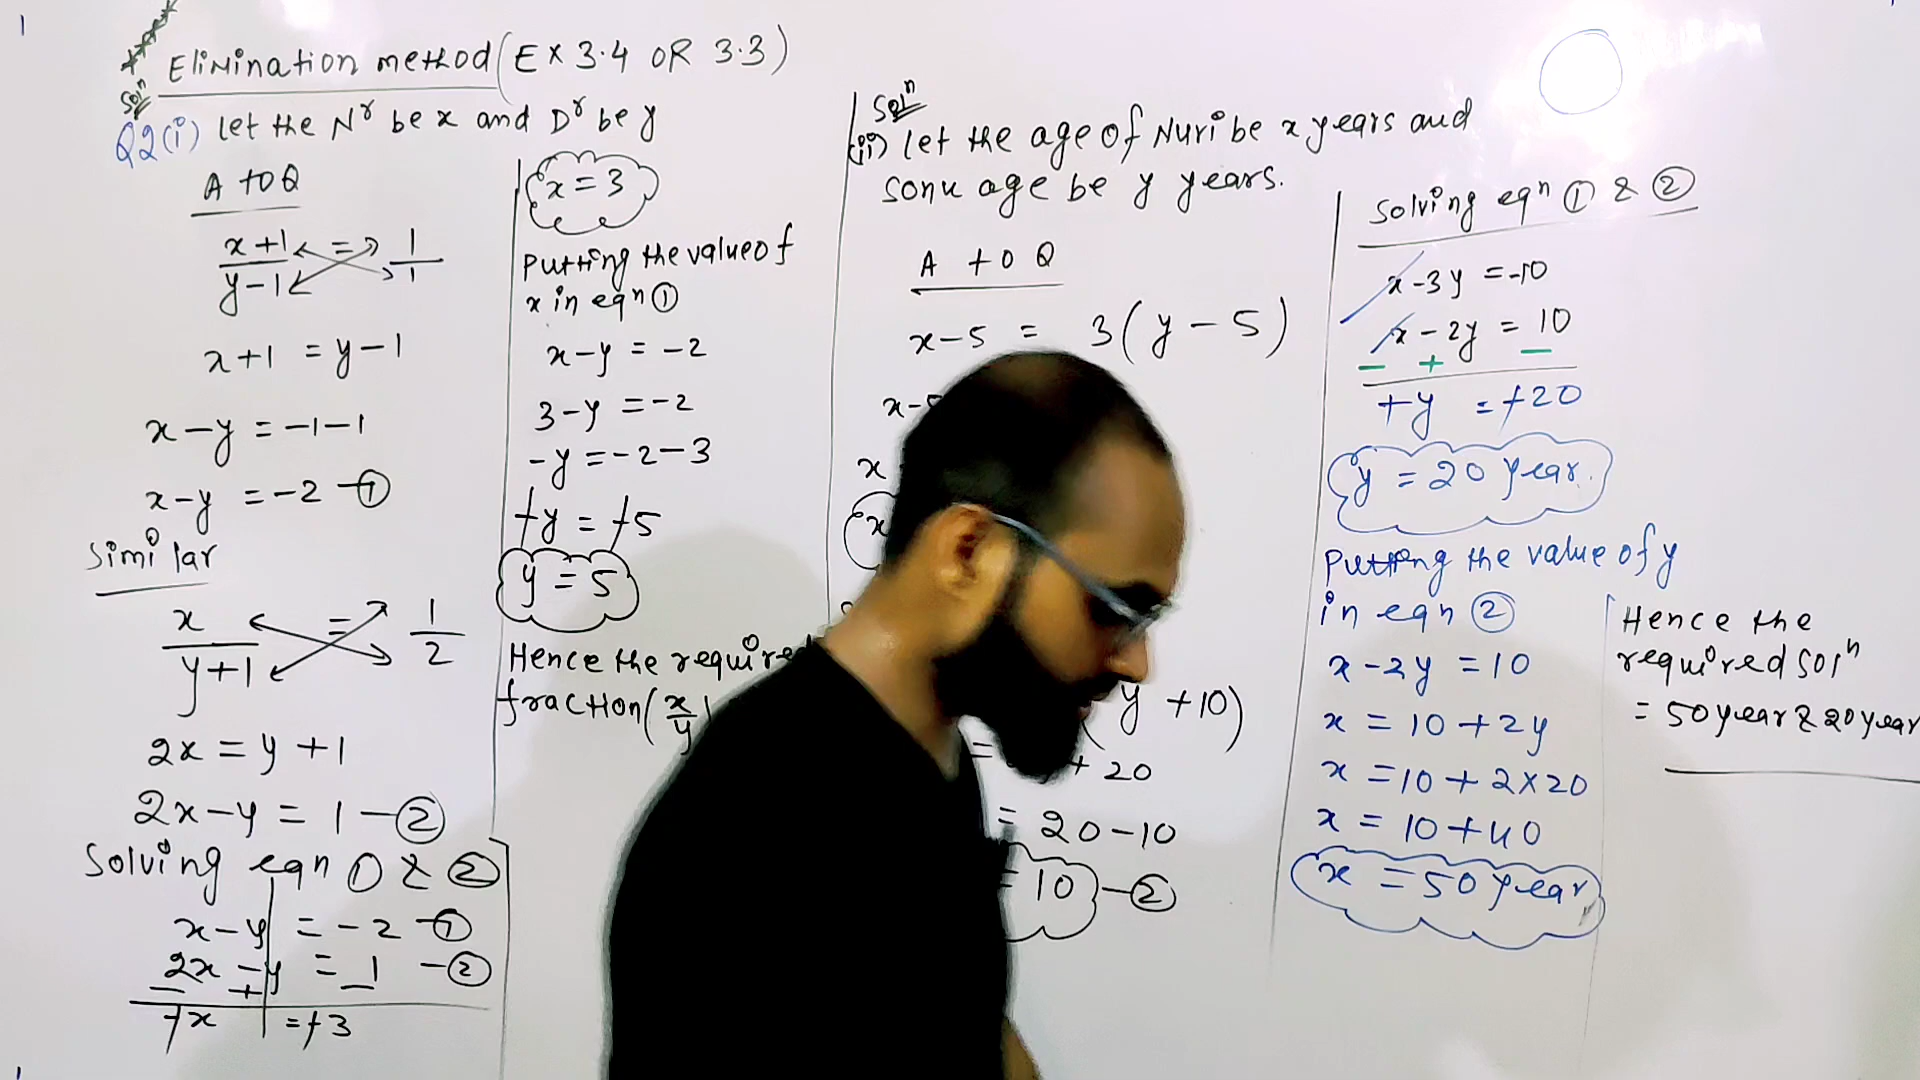 Elimination method (EX 3.4 OR 3.3)
Soln
Q2(i) let the Nr be x and Dr be y
A to Q
x+1 = 1
y-1 1
x+1 = y-1
x-y = -1-1
x-y = -2 - ①
Similar
x = 1
y+1 2
2x = y+1
2x-y = 1 - ②
Solving eqn ① & ②
x-y = -2 - ①
2x-y = 1 - ②
- + -
-x = -3
x = 3
Putting the value of
x in eqn ①
x-y = -2
3-y = -2
-y = -2-3
-y = -5
y = 5
Hence the required
fraction (x/y)
Soln
(ii) let the age of Nuri be x years and
sonu age be y years.
A to Q
x-5 = 3(y-5)
x-5
x
x
y+10)
= + 20
= 20-10
= 10 - ②
Solving eqn ① & ②
x-3y = -10
x-2y = 10
- + -
+y = +20
y = 20 year.
Putting the value of y
in eqn ②
x-2y = 10
x = 10+2y
x = 10+2×20
x = 10+40
x = 50 year
Hence the
required soln
= 50year & 20year